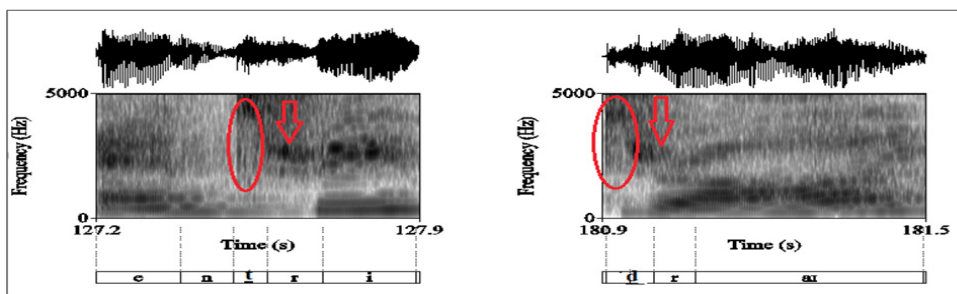 5000
Frequency (Hz)
0
127.2
127.9
Time (s)
e n t̲ r i
5000
Frequency (Hz)
0
180.9
181.5
Time (s)
d̲ r aɪ